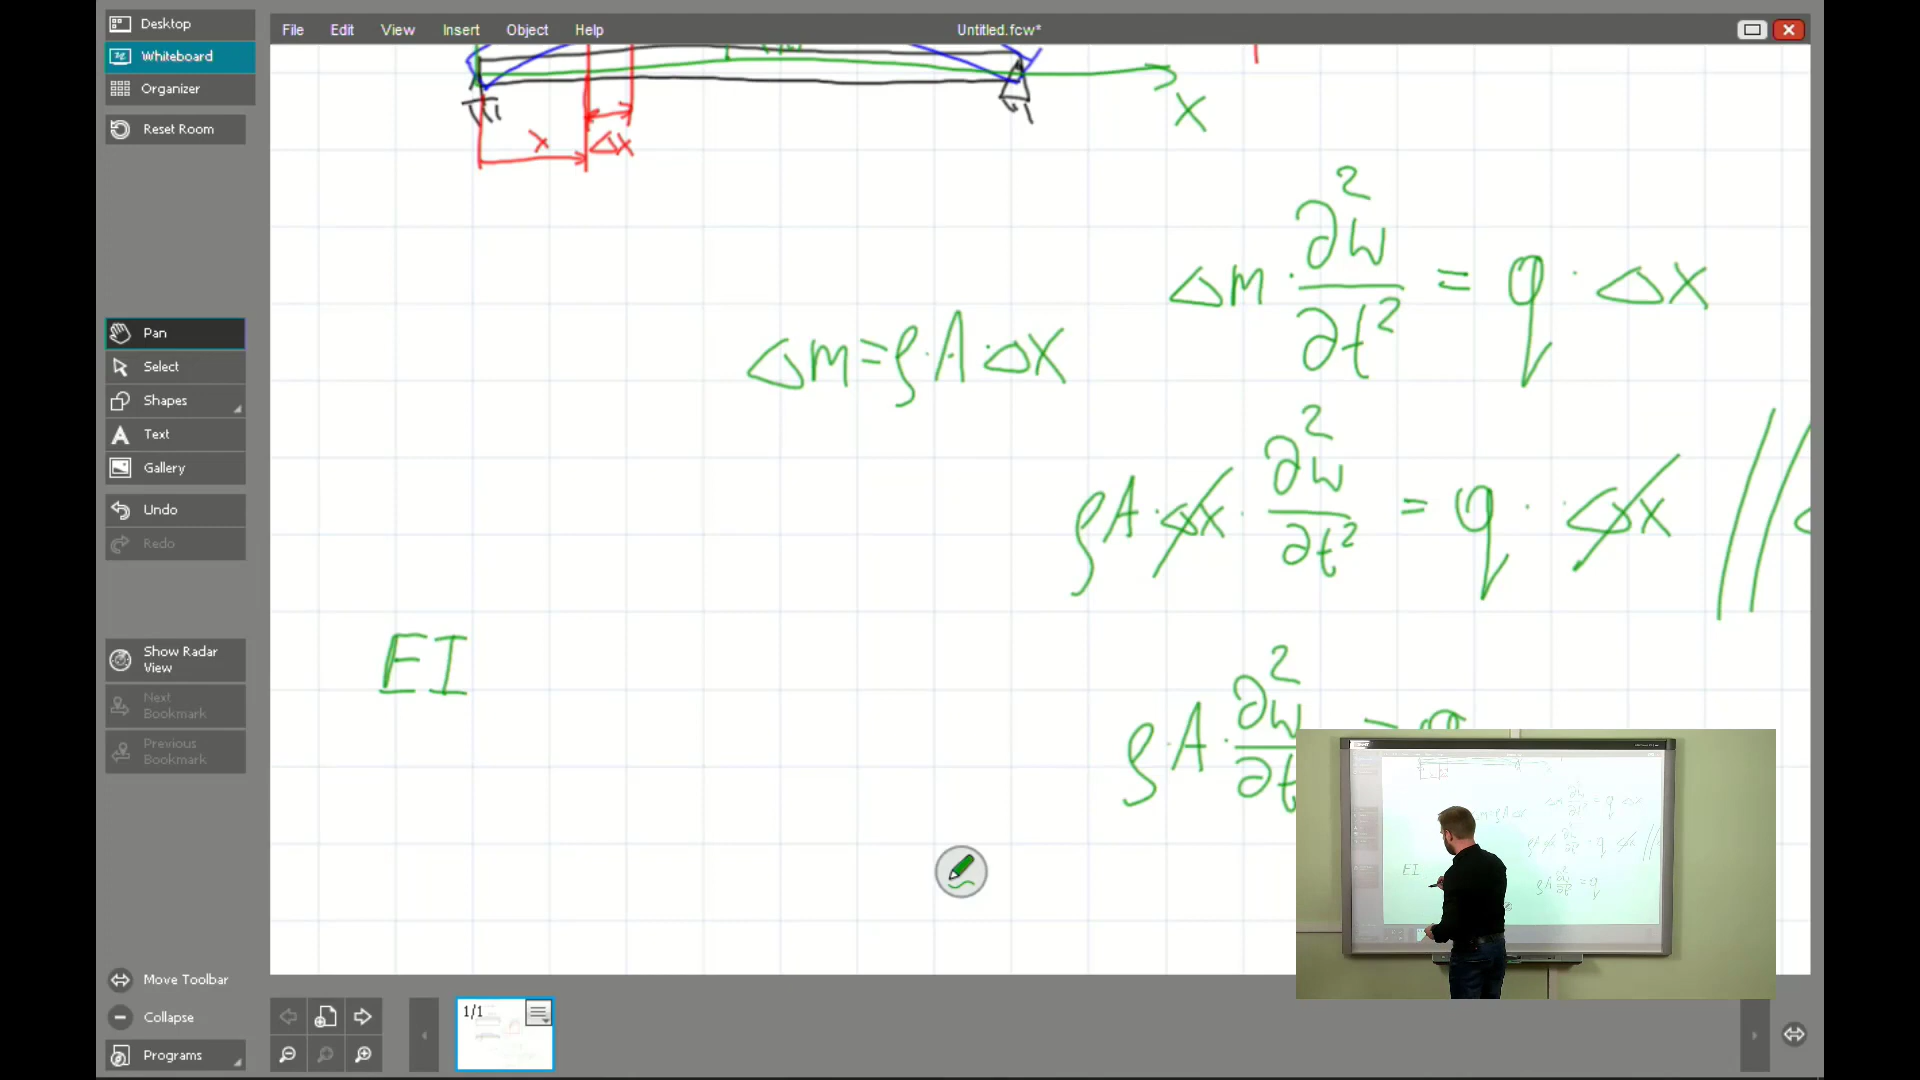 Desktop
Whiteboard
Organizer
Reset Room
Pan
Select
Shapes
Text
Gallery
Undo
Redo
Show Radar View
Next Bookmark
Previous Bookmark
Move Toolbar
Collapse
Programs
File Edit View Insert Object Help Untitled.fcw*
x Δx
X
Δm · ∂²w/∂t² = q · Δx
Δm = ρ · A · Δx
ρA · Δx · ∂²w/∂t² = q · Δx //
EI
ρ · A · ∂²w/∂t² = q
1/1